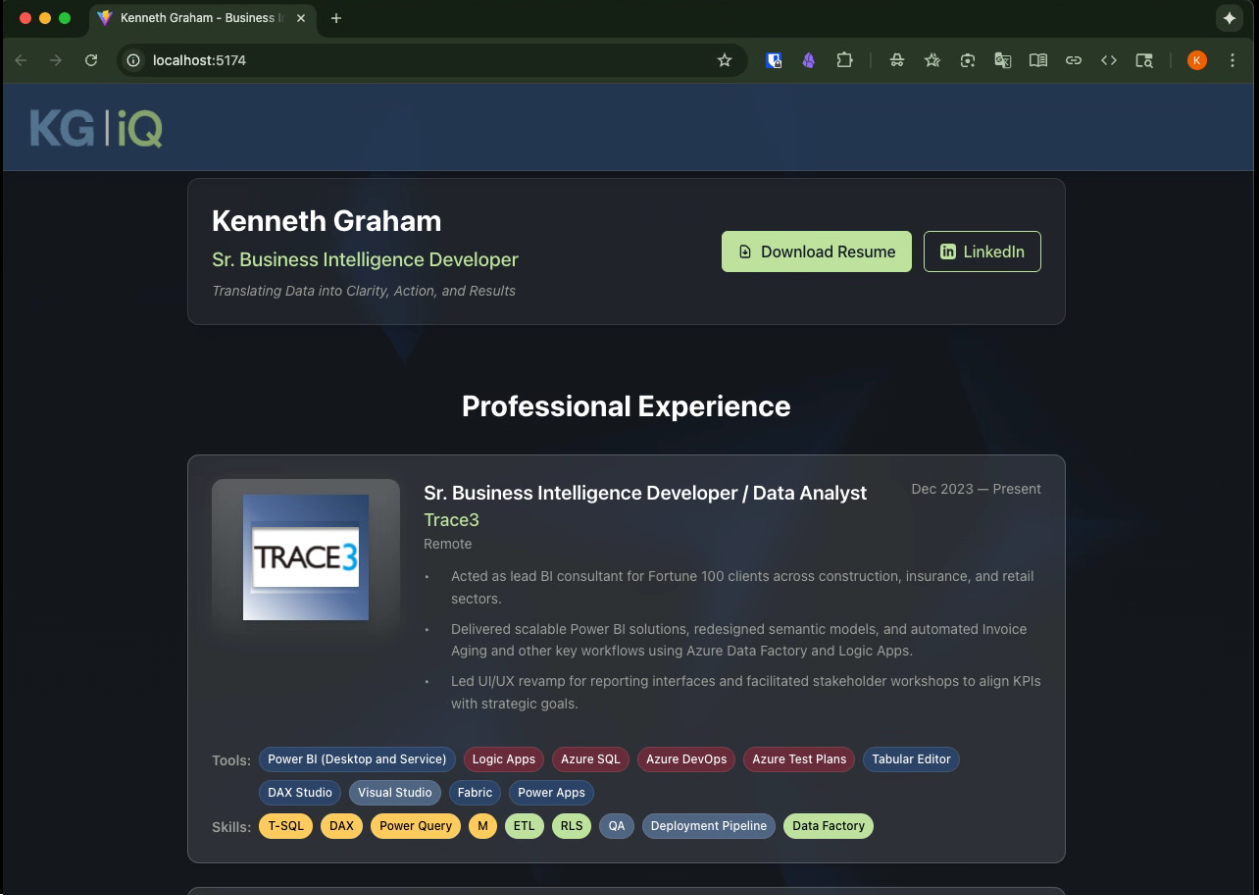 Kenneth Graham - Business I
localhost:5174
K
KG|iQ
Kenneth Graham
Sr. Business Intelligence Developer
Translating Data into Clarity, Action, and Results
Download Resume
in LinkedIn
Professional Experience
TRACE3
Sr. Business Intelligence Developer / Data Analyst
Dec 2023 — Present
Trace3
Remote
• Acted as lead BI consultant for Fortune 100 clients across construction, insurance, and retail
sectors.
• Delivered scalable Power BI solutions, redesigned semantic models, and automated Invoice
Aging and other key workflows using Azure Data Factory and Logic Apps.
• Led UI/UX revamp for reporting interfaces and facilitated stakeholder workshops to align KPIs
with strategic goals.
Tools: Power BI (Desktop and Service) Logic Apps Azure SQL Azure DevOps Azure Test Plans Tabular Editor
DAX Studio Visual Studio Fabric Power Apps
Skills: T-SQL DAX Power Query M ETL RLS QA Deployment Pipeline Data Factory